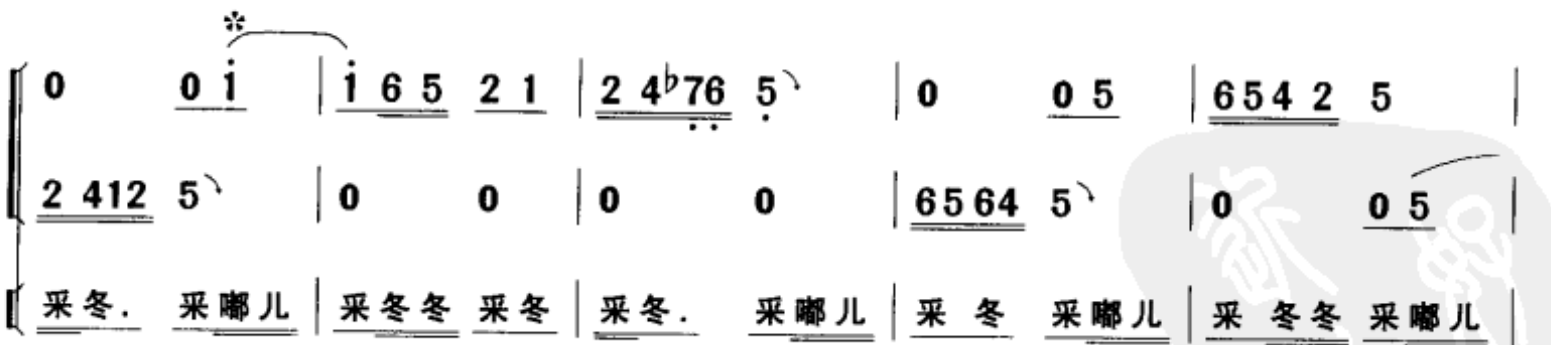 *
0 0 i̇ | i̇ 6 5 2 1 | 2 4 ♭7̣ 6̣ 5̣ | 0 0 5 | 6 5 4 2 5 |
2 4 1 2 5 | 0 0 | 0 0 | 6 5 6 4 5 | 0 0 5 |
采冬. 采嘟儿 | 采冬冬 采冬 | 采冬. 采嘟儿 | 采 冬 采嘟儿 | 采 冬冬 采嘟儿 |